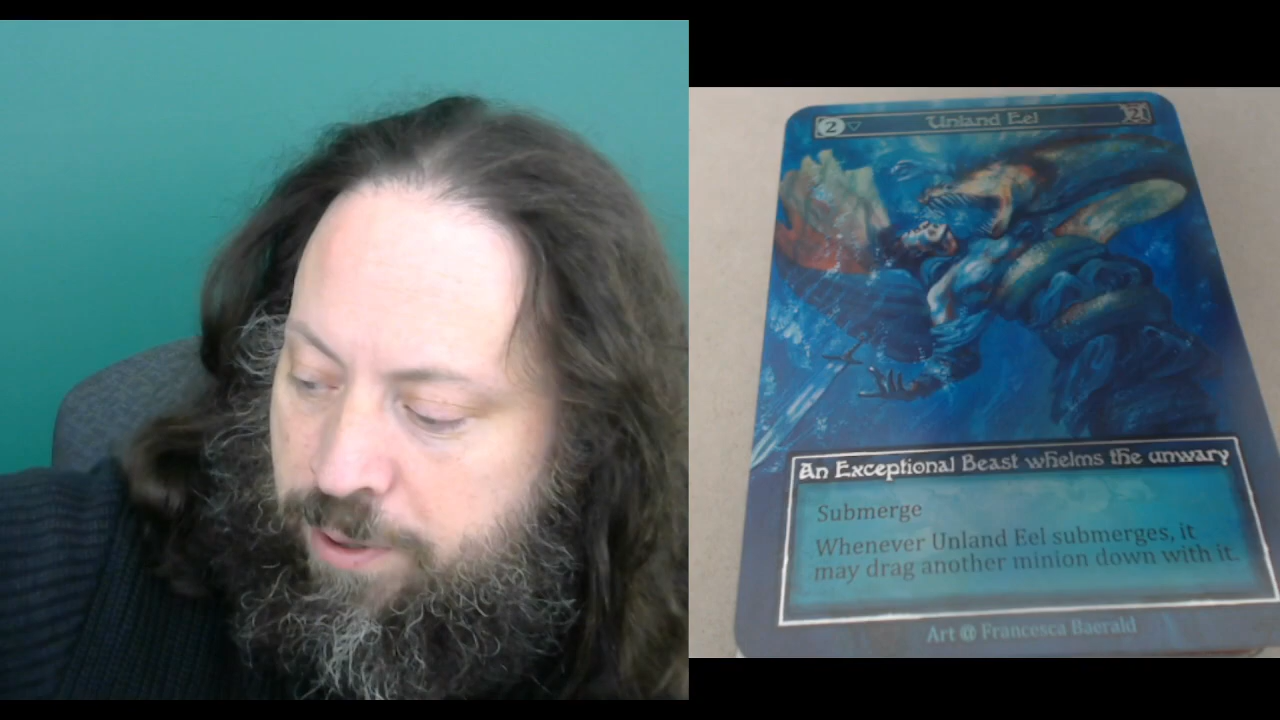 2 Unland Eel 2
An Exceptional Beast whelms the unwary
Submerge
Whenever Unland Eel submerges, it
may drag another minion down with it.
Art @ Francesca Baerald